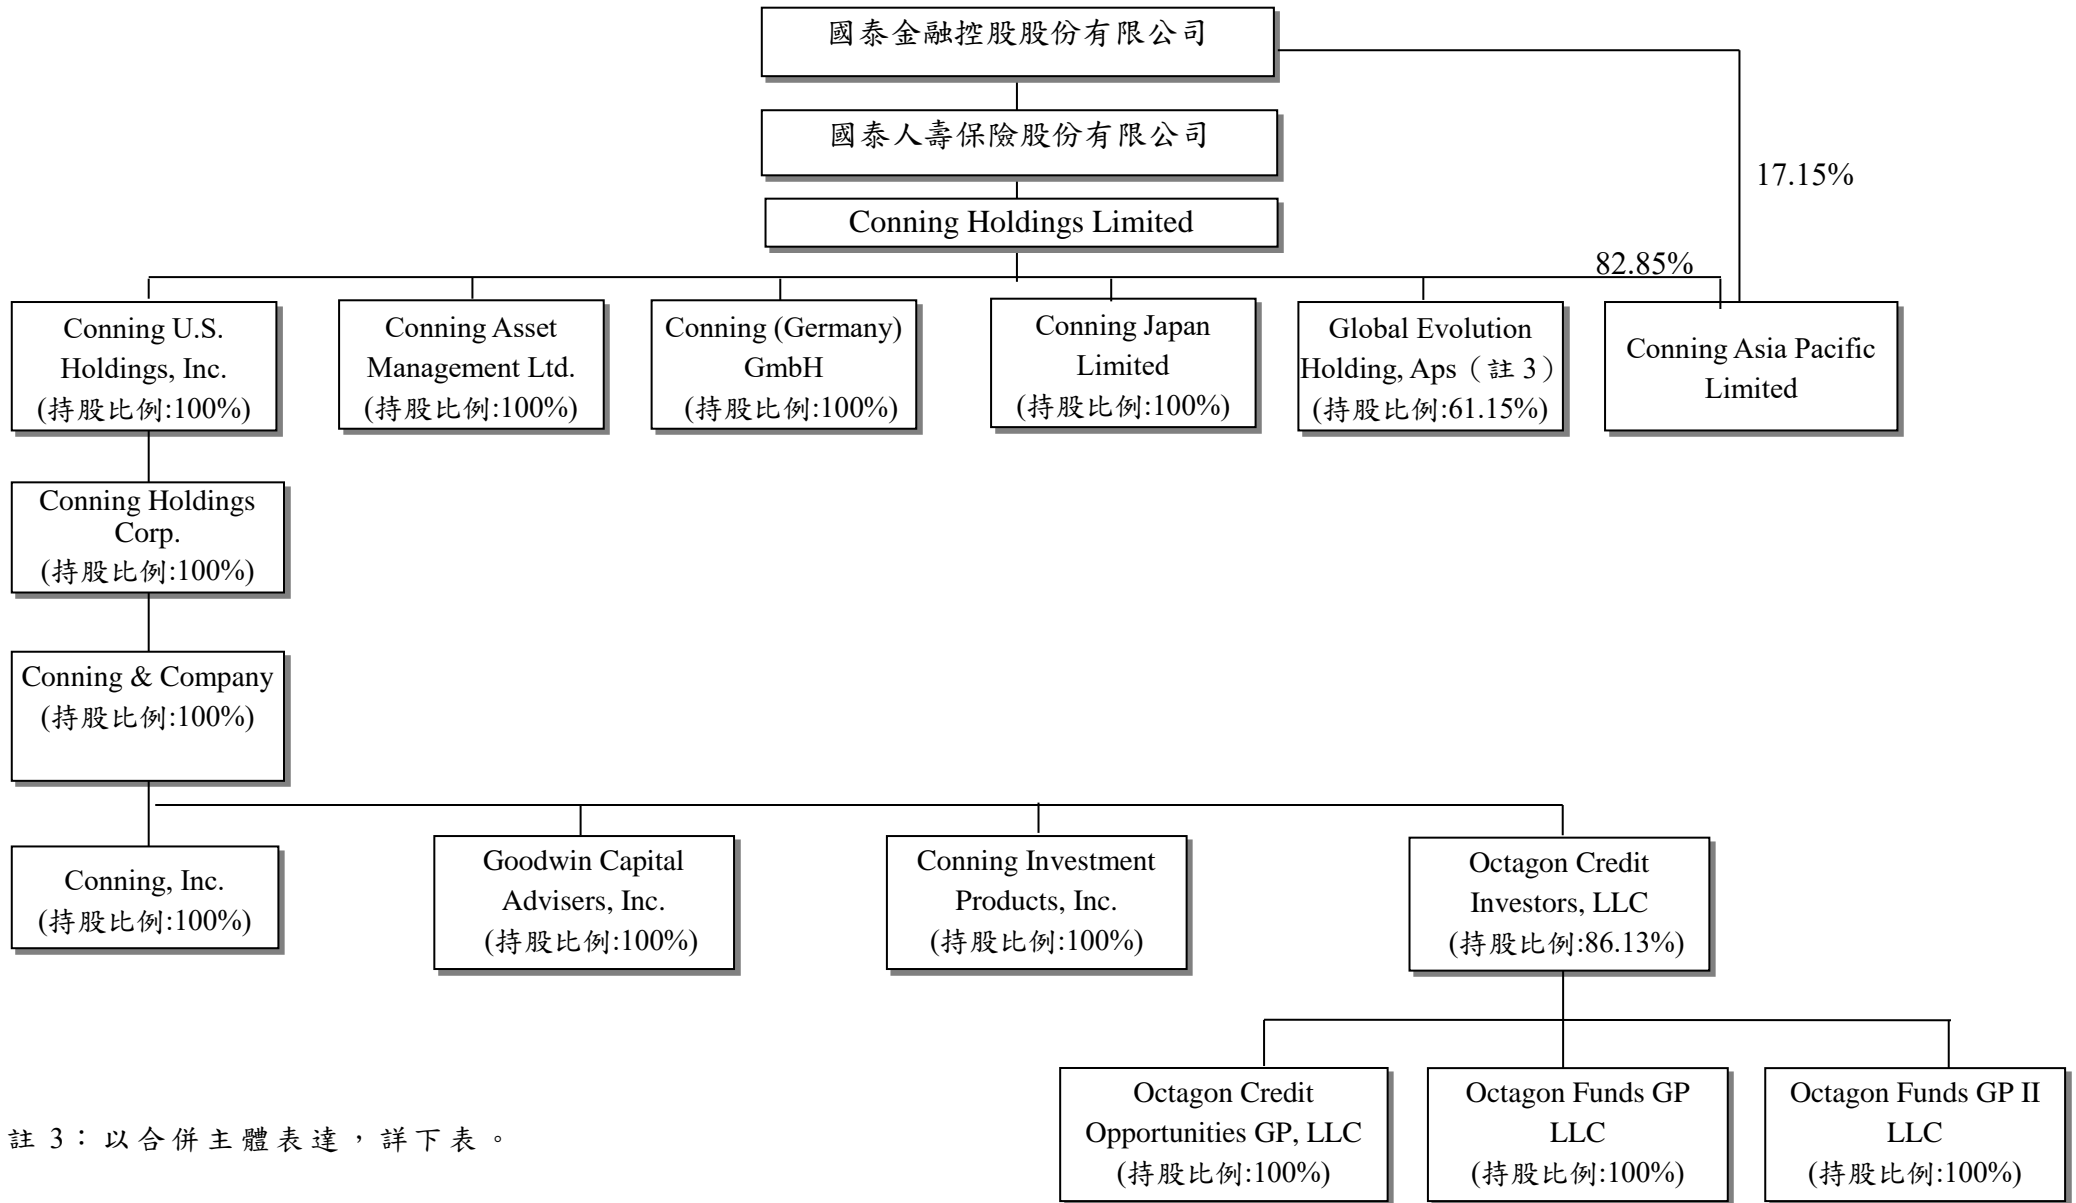 國泰金融控股股份有限公司
國泰人壽保險股份有限公司
17.15%
Conning Holdings Limited
82.85%
Conning U.S.
Holdings, Inc.
(持股比例:100%)
Conning Asset
Management Ltd.
(持股比例:100%)
Conning (Germany)
GmbH
(持股比例:100%)
Conning Japan
Limited
(持股比例:100%)
Global Evolution
Holding, Aps（註 3）
(持股比例:61.15%)
Conning Asia Pacific
Limited
Conning Holdings
Corp.
(持股比例:100%)
Conning & Company
(持股比例:100%)
Conning, Inc.
(持股比例:100%)
Goodwin Capital
Advisers, Inc.
(持股比例:100%)
Conning Investment
Products, Inc.
(持股比例:100%)
Octagon Credit
Investors, LLC
(持股比例:86.13%)
Octagon Credit
Opportunities GP, LLC
(持股比例:100%)
Octagon Funds GP
LLC
(持股比例:100%)
Octagon Funds GP II
LLC
(持股比例:100%)
註 3：以合併主體表達，詳下表。